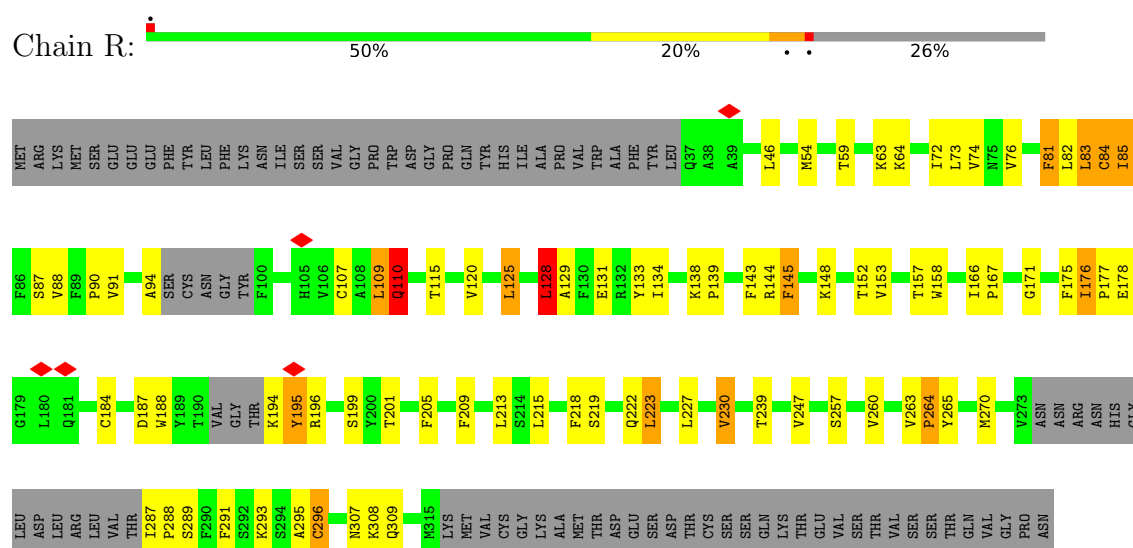 Chain R:
50% 20% • • 26%
MET ARG LYS MET SER GLU GLU GLU PHE TYR LEU PHE LYS ASN ILE SER SER VAL GLY PRO TRP ASP GLY PRO GLN TYR HIS ILE ALA PRO VAL TRP ALA PHE TYR LEU Q37 A38 A39 L46 M54 T59 K63 K64 I72 L73 V74 N75 V76 F81 L82 L83 C84 I85
F86 S87 V88 F89 P90 V91 A94 SER CYS ASN GLY TYR F100 H105 V106 C107 A108 L109 Q110 T115 V120 L125 L128 A129 F130 E131 R132 Y133 I134 K138 P139 F143 R144 F145 K148 T152 V153 T157 W158 I166 P167 G171 F175 I176 P177 E178
G179 L180 Q181 C184 D187 W188 Y189 T190 VAL GLY THR K194 Y195 R196 S199 Y200 T201 F205 F209 L213 S214 L215 F218 S219 Q222 L223 L227 V230 T239 V247 S257 V260 V263 P264 Y265 M270 V273 ASN ASN ARG ASN HIS GLY
LEU ASP LEU ARG LEU VAL THR I287 P288 S289 F290 F291 S292 K293 S294 A295 C296 N307 K308 Q309 M315 LYS MET VAL CYS GLY LYS ALA MET THR ASP GLU SER ASP THR CYS SER SER GLN LYS THR GLU VAL SER THR VAL SER SER THR GLN VAL GLY PRO ASN